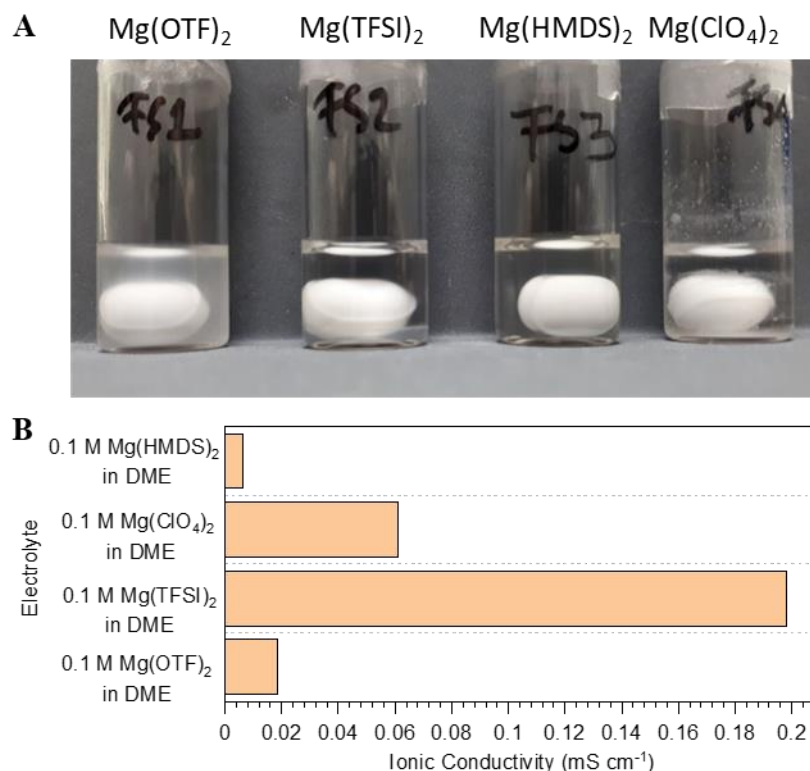 A
Mg(OTF)₂ Mg(TFSI)₂ Mg(HMDS)₂ Mg(ClO₄)₂
FS1 FS2 FS3
B
0.1 M Mg(HMDS)₂
in DME
0.1 M Mg(ClO₄)₂
in DME
0.1 M Mg(TFSI)₂
in DME
0.1 M Mg(OTF)₂
in DME
Electrolyte
0 0.02 0.04 0.06 0.08 0.1 0.12 0.14 0.16 0.18 0.2
Ionic Conductivity (mS cm⁻¹)